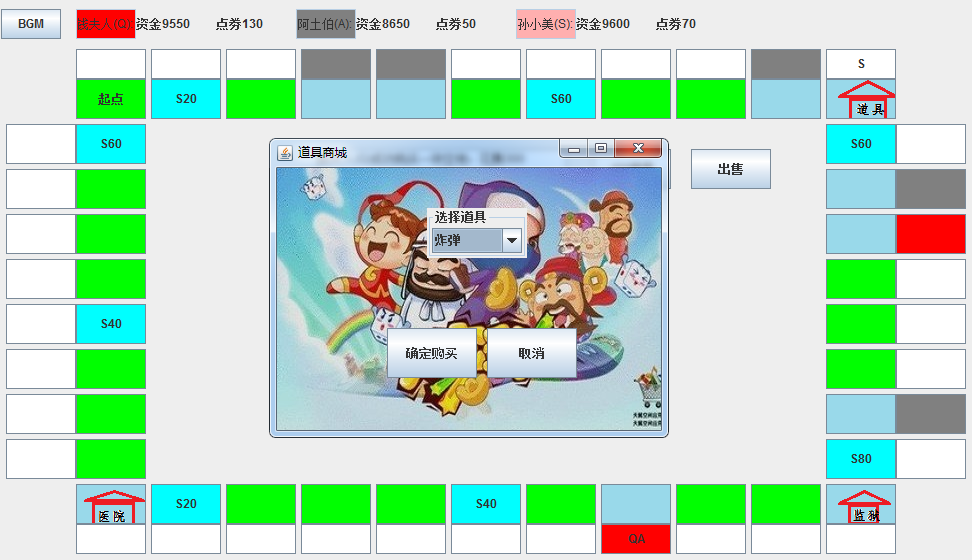 BGM
钱夫人(Q): 资金9550 点券130 阿土伯(A): 资金8650 点券50 孙小美(S): 资金9600 点券70
S
起点 S20 S60 道具
S60 S60
道具商城
出售
选择道具
炸弹
S40
确定购买 取消
S80
医院 S20 S40 监狱
QA